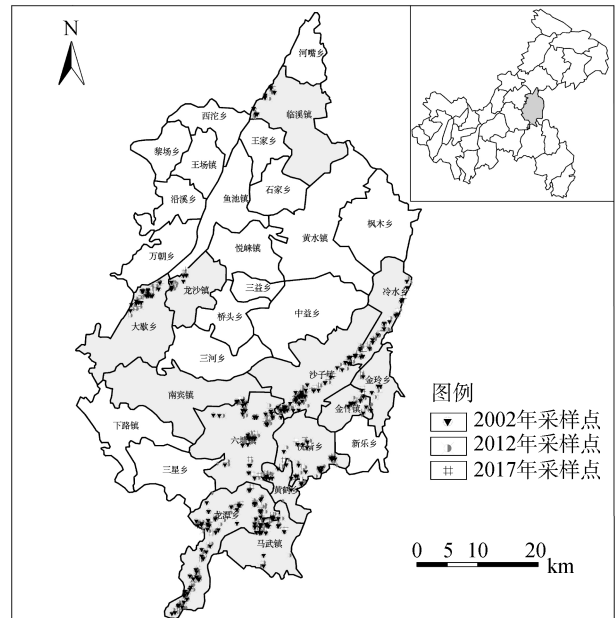 N
河嘴乡
临溪镇
西沱乡
王家乡
黎场乡
王场镇
石家乡
沿溪乡
鱼池镇
枫木乡
黄水镇
悦崃镇
万朝乡
龙沙镇
三益乡
冷水乡
大歇乡
桥头乡
中益乡
三河乡
沙子镇
金铃乡
南宾镇
金竹镇
下路镇
新乐乡
三星乡
黄鹤乡
龙潭乡
马武镇
图例
2002年采样点
2012年采样点
2017年采样点
0 5 10 20
km